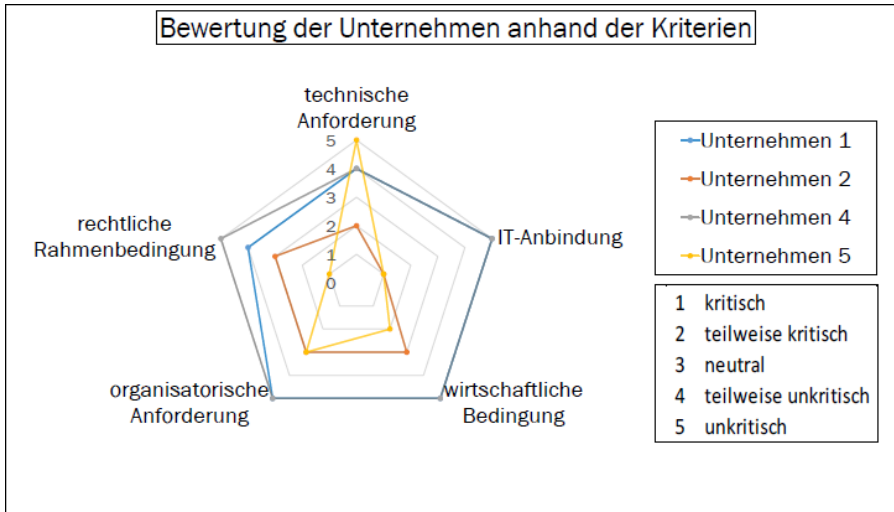 Bewertung der Unternehmen anhand der Kriterien
technische
Anforderung
5
4
3
2
1
0
IT-Anbindung
wirtschaftliche
Bedingung
organisatorische
Anforderung
rechtliche
Rahmenbedingung
Unternehmen 1
Unternehmen 2
Unternehmen 4
Unternehmen 5
1 kritisch
2 teilweise kritisch
3 neutral
4 teilweise unkritisch
5 unkritisch